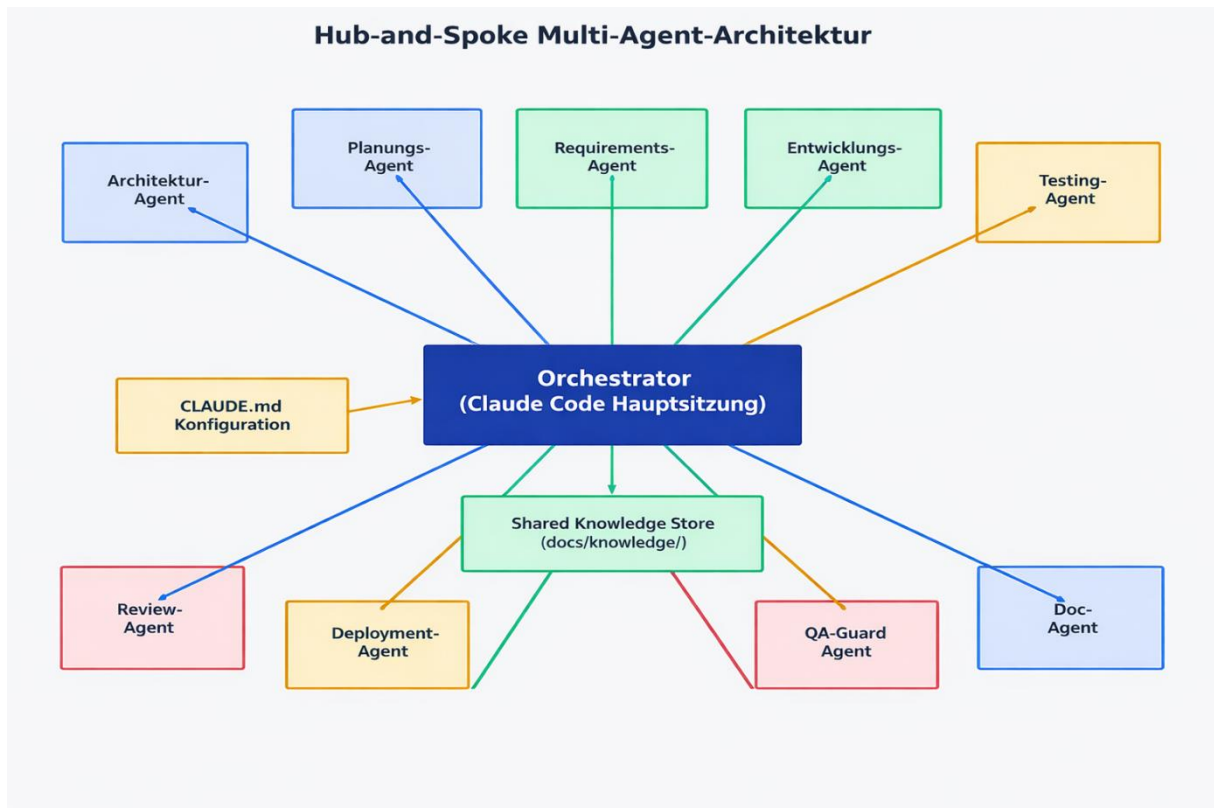 Hub-and-Spoke Multi-Agent-Architektur
Architektur-
Agent
Planungs-
Agent
Requirements-
Agent
Entwicklungs-
Agent
Testing-
Agent
CLAUDE.md
Konfiguration
Orchestrator
(Claude Code Hauptsitzung)
Shared Knowledge Store
(docs/knowledge/)
Review-
Agent
Deployment-
Agent
QA-Guard
Agent
Doc-
Agent